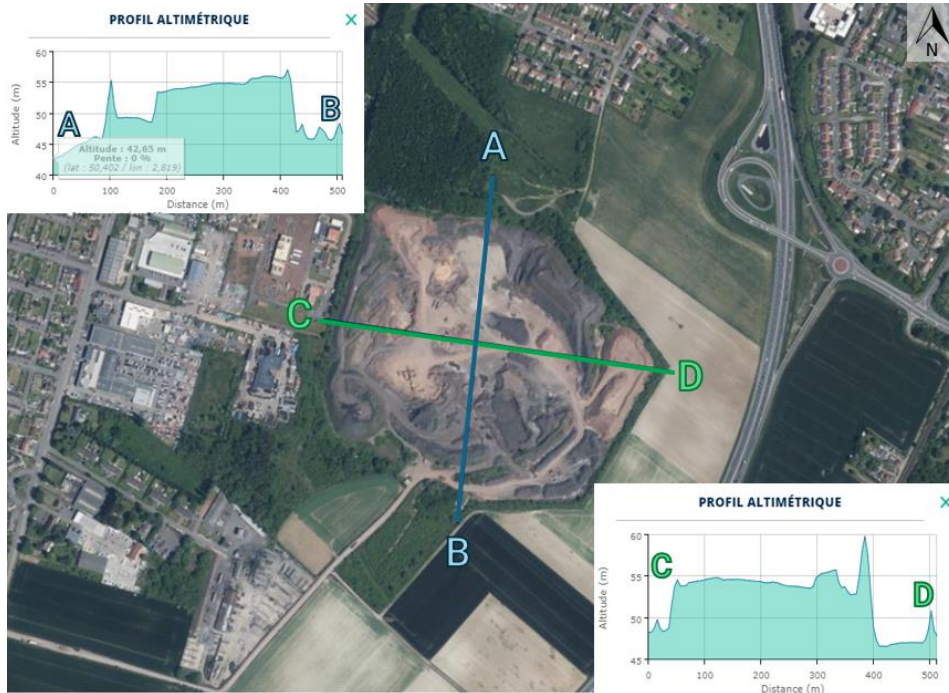 PROFIL ALTIMÉTRIQUE ×
60
55
50
45
40
Altitude (m)
A
B
Altitude : 42,65 m
Pente : 0 %
(lat : 50,402 / lon : 2,819)
0 100 200 300 400 500
Distance (m)
N
A
C
D
B
PROFIL ALTIMÉTRIQUE ×
60
55
50
45
Altitude (m)
C
D
0 100 200 300 400 500
Distance (m)